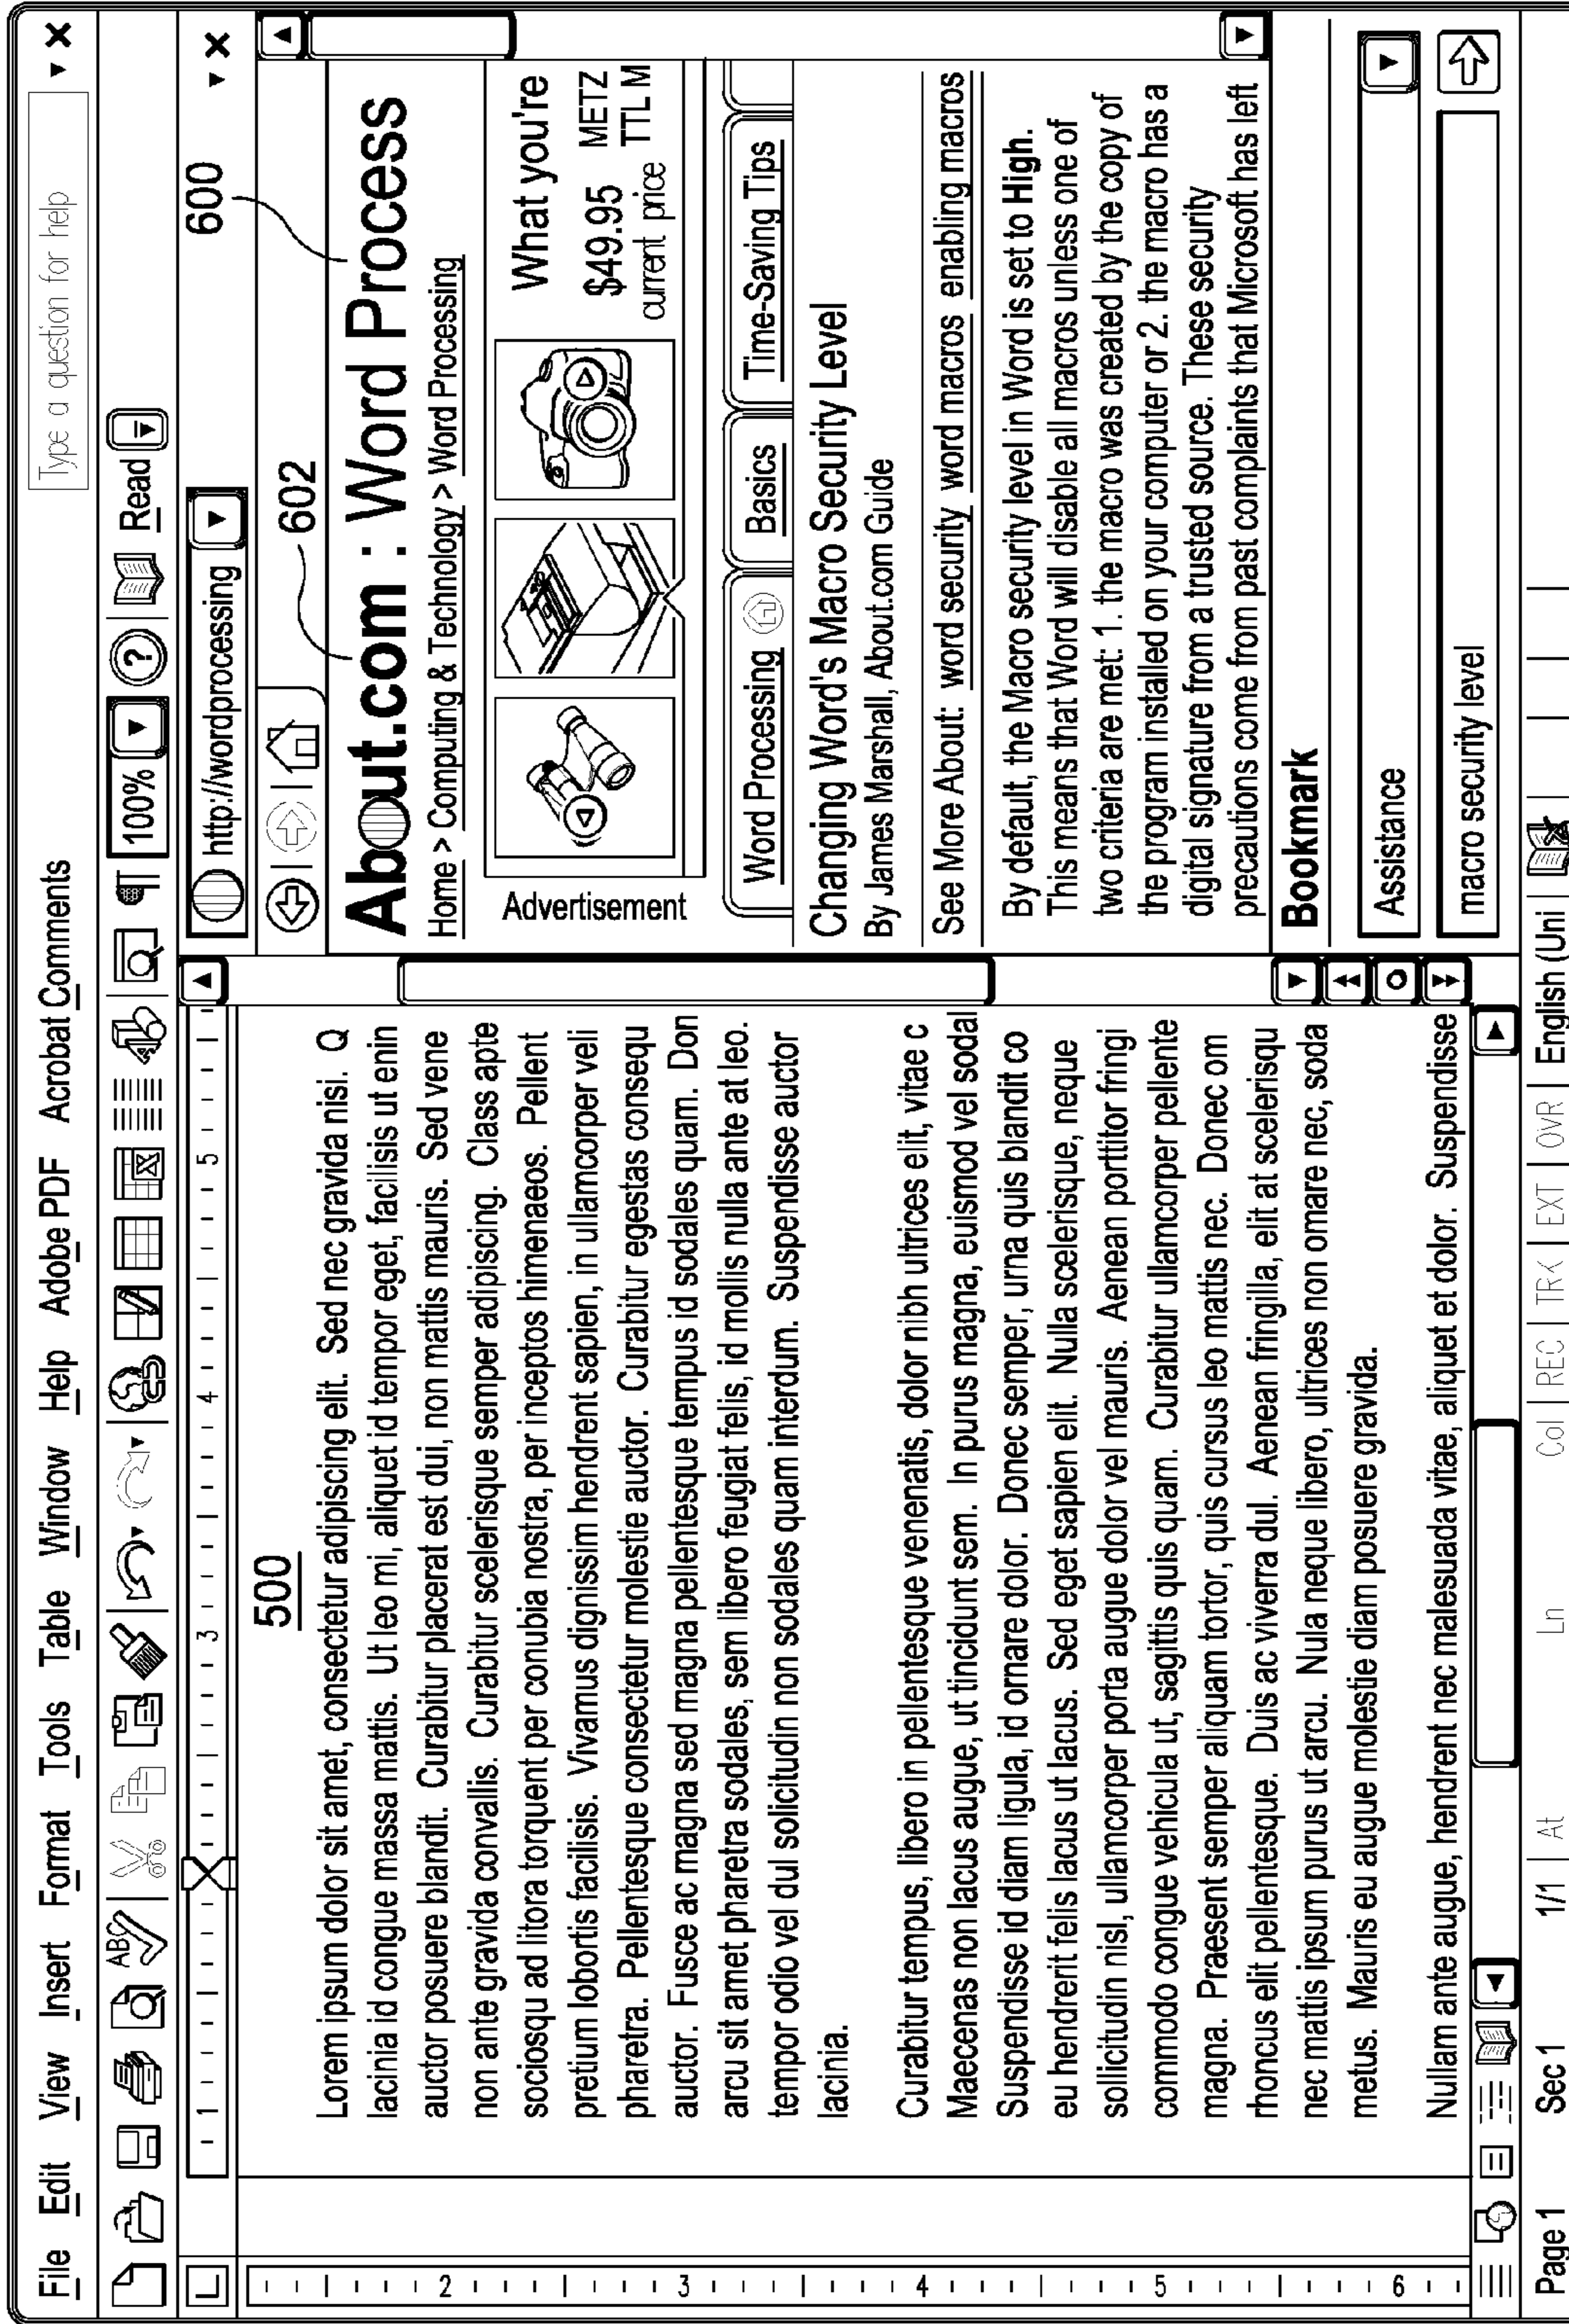 File Edit View Insert Format Tools Table Window Help Adobe PDF Acrobat Comments
Type a question for help
ABC
100%
?
Read
L
1 3 4 5
500
Lorem ipsum dolor sit amet, consectetur adipiscing elit. Sed nec gravida nisi. Q
lacinia id congue massa mattis. Ut leo mi, aliquet id tempor eget, facilisis ut enin
auctor posuere blandit. Curabitur placerat est dui, non mattis mauris. Sed vene
non ante gravida convallis. Curabitur scelerisque semper adipiscing. Class apte
sociosqu ad litora torquent per conubia nostra, per inceptos himenaeos. Pellent
pretium lobortis facilisis. Vivamus dignissim hendrerit sapien, in ullamcorper veli
pharetra. Pellentesque consectetur molestie auctor. Curabitur egestas consequ
auctor. Fusce ac magna sed magna pellentesque tempus id sodales quam. Don
arcu sit amet pharetra sodales, sem libero feugiat felis, id mollis nulla ante at leo.
tempor odio vel dul solicitudin non sodales quam interdum. Suspendisse auctor
lacinia.
Curabitur tempus, libero in pellentesque venenatis, dolor nibh ultrices elit, vitae c
Maecenas non lacus augue, ut tincidunt sem. In purus magna, euismod vel sodal
Suspendisse id diam ligula, id ornare dolor. Donec semper, urna quis blandit co
eu hendrerit felis lacus ut lacus. Sed eget sapien elit. Nulla scelerisque, neque
sollicitudin nisl, ullamcorper porta augue dolor vel mauris. Aenean porttitor fringi
commodo congue vehicula ut, sagittis quis quam. Curabitur ullamcorper pellente
magna. Praesent semper aliquam tortor, quis cursus leo mattis nec. Donec om
rhoncus elit pellentesque. Duis ac viverra dul. Aenean fringilla, elit at scelerisqu
nec mattis ipsum purus ut arcu. Nula neque libero, ultrices non omare nec, soda
metus. Mauris eu augue molestie diam posuere gravida.
Nullam ante augue, hendrent nec malesuada vitae, aliquet et dolor. Suspendisse
2
3
4
5
6
http://wordprocessing
600
602
About.com : Word Process
Home > Computing & Technology > Word Processing
Advertisement
What you're
$49.95 METZ
current price TTL M
Word Processing Basics Time-Saving Tips
Changing Word's Macro Security Level
By James Marshall, About.com Guide
See More About: word security word macros enabling macros
By default, the Macro security level in Word is set to High.
This means that Word will disable all macros unless one of
two criteria are met: 1. the macro was created by the copy of
the program installed on your computer or 2. the macro has a
digital signature from a trusted source. These security
precautions come from past complaints that Microsoft has left
Bookmark
Assistance
macro security level
Page 1 Sec 1 1/1 At Ln Col REC TRK EXT OVR English (Uni